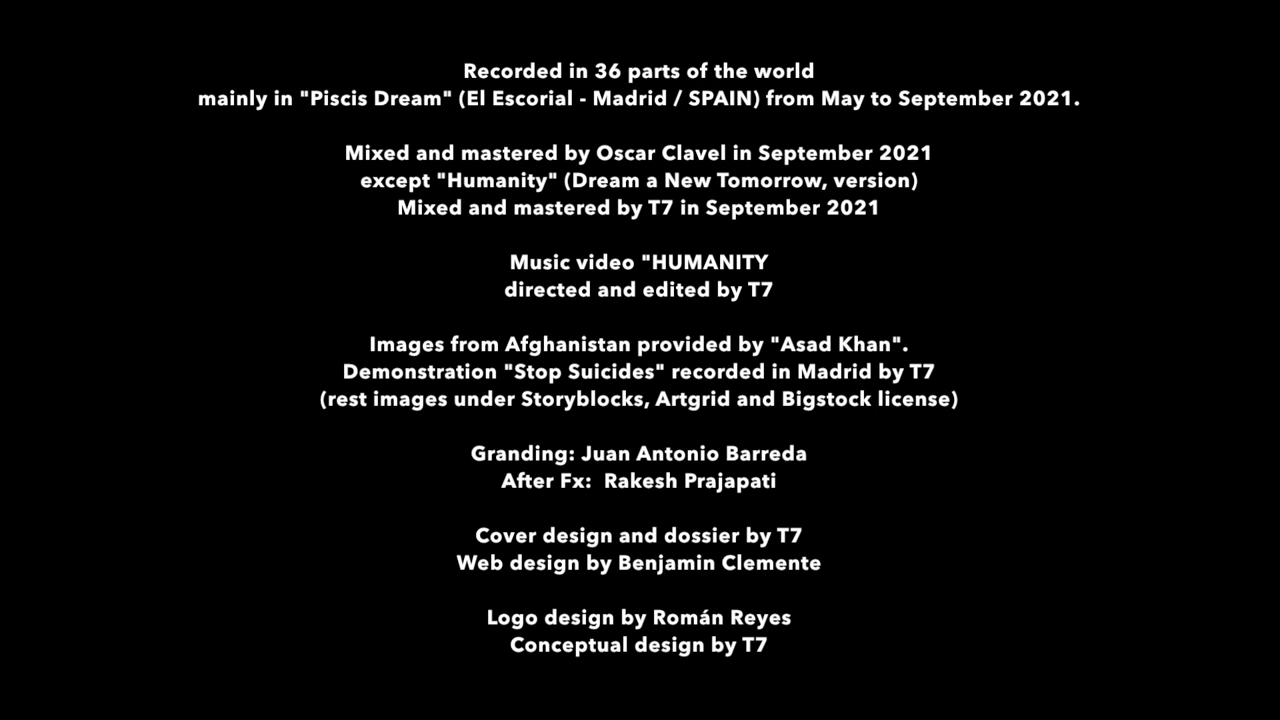 Recorded in 36 parts of the world
mainly in "Piscis Dream" (El Escorial - Madrid / SPAIN) from May to September 2021.
Mixed and mastered by Oscar Clavel in September 2021
except "Humanity" (Dream a New Tomorrow, version)
Mixed and mastered by T7 in September 2021
Music video "HUMANITY
directed and edited by T7
Images from Afghanistan provided by "Asad Khan".
Demonstration "Stop Suicides" recorded in Madrid by T7
(rest images under Storyblocks, Artgrid and Bigstock license)
Granding: Juan Antonio Barreda
After Fx:  Rakesh Prajapati
Cover design and dossier by T7
Web design by Benjamin Clemente
Logo design by Román Reyes
Conceptual design by T7